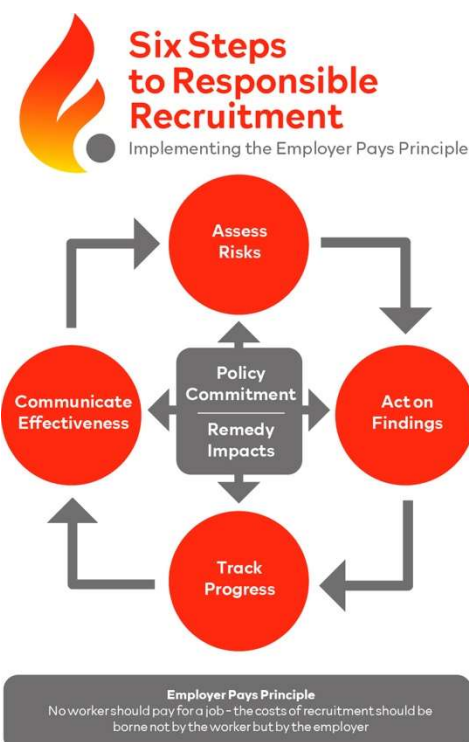 Six Steps
to Responsible
Recruitment
Implementing the Employer Pays Principle
Assess
Risks
Policy
Commitment
Remedy
Impacts
Communicate
Effectiveness
Act on
Findings
Track
Progress
Employer Pays Principle
No worker should pay for a job - the costs of recruitment should be
borne not by the worker but by the employer